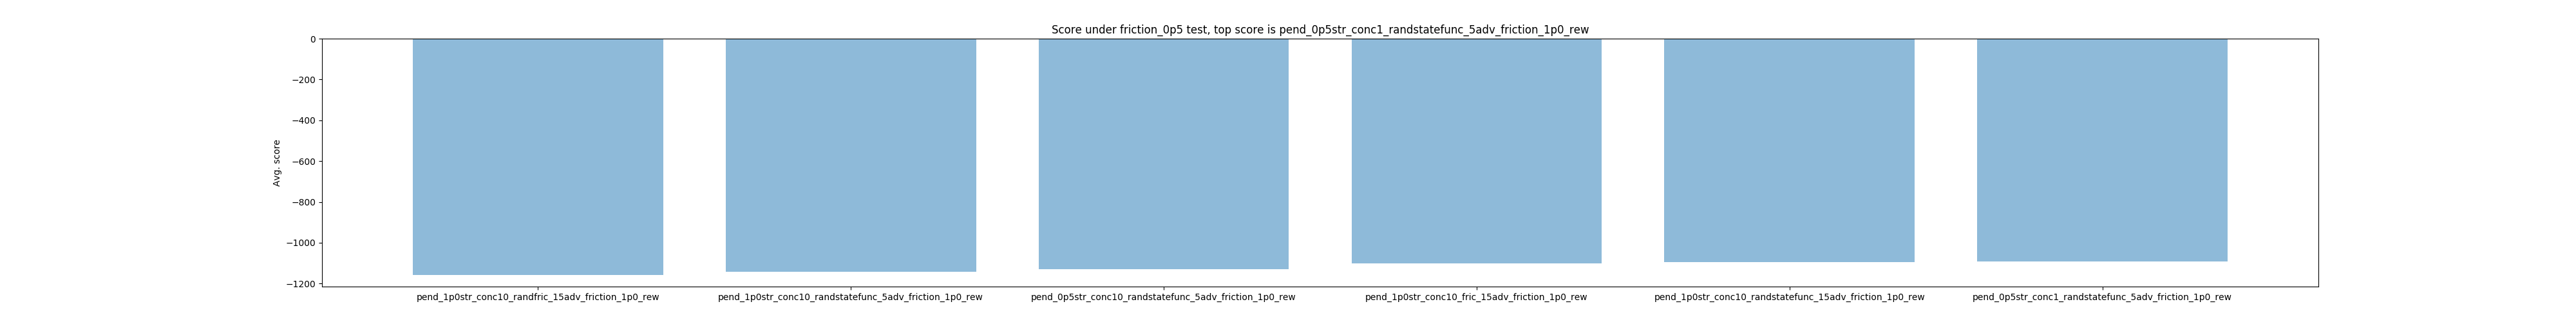 Score under friction_0p5 test, top score is pend_0p5str_conc1_randstatefunc_5adv_friction_1p0_rew
0
−200
−400
−600
−800
−1000
−1200
Avg. score
pend_1p0str_conc10_randfric_15adv_friction_1p0_rew
pend_1p0str_conc10_randstatefunc_5adv_friction_1p0_rew
pend_0p5str_conc10_randstatefunc_5adv_friction_1p0_rew
pend_1p0str_conc10_fric_15adv_friction_1p0_rew
pend_1p0str_conc10_randstatefunc_15adv_friction_1p0_rew
pend_0p5str_conc1_randstatefunc_5adv_friction_1p0_rew